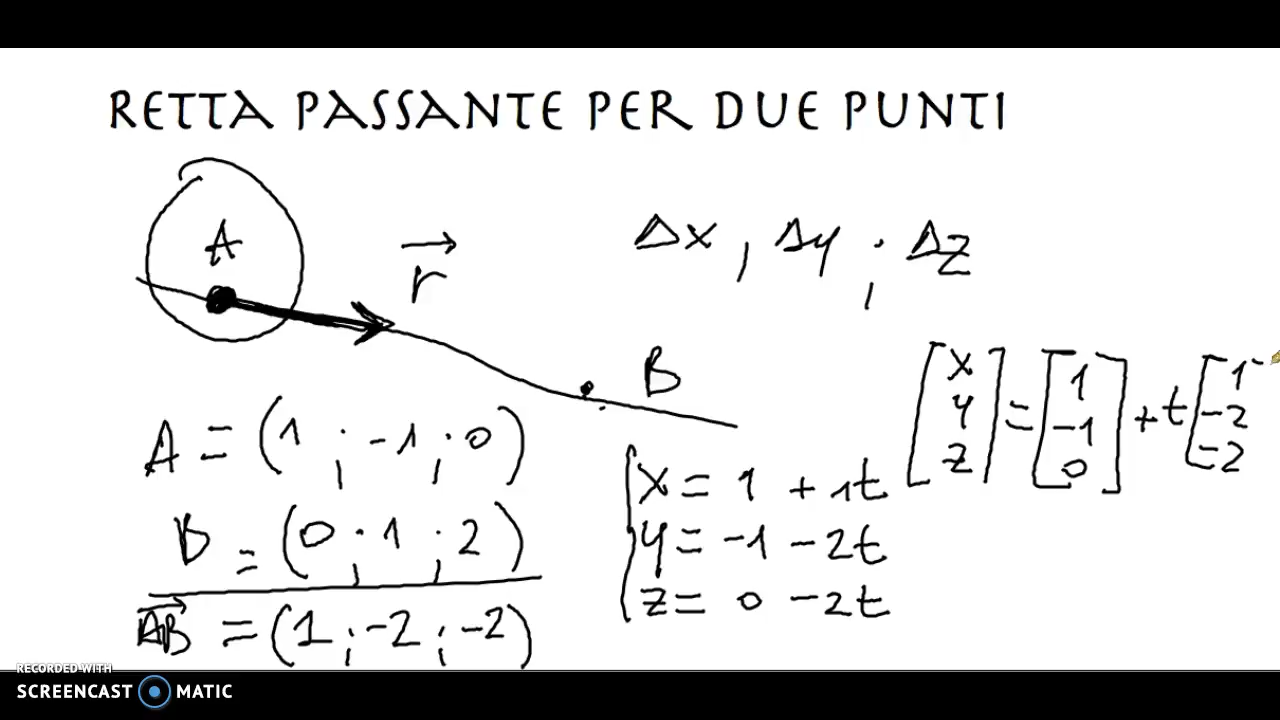 RETTA PASSANTE PER DUE PUNTI
A
r
Δx ; Δy ; Δz
B
A = (1 ; -1 ; 0)
B = (0 ; 1 ; 2)
AB = (1 ; -2 ; -2)
x = 1 + 1t
y = -1 - 2t
z = 0 - 2t
[x y z] = [1 -1 0] + t [1 -2 -2
RECORDED WITH
SCREENCAST MATIC